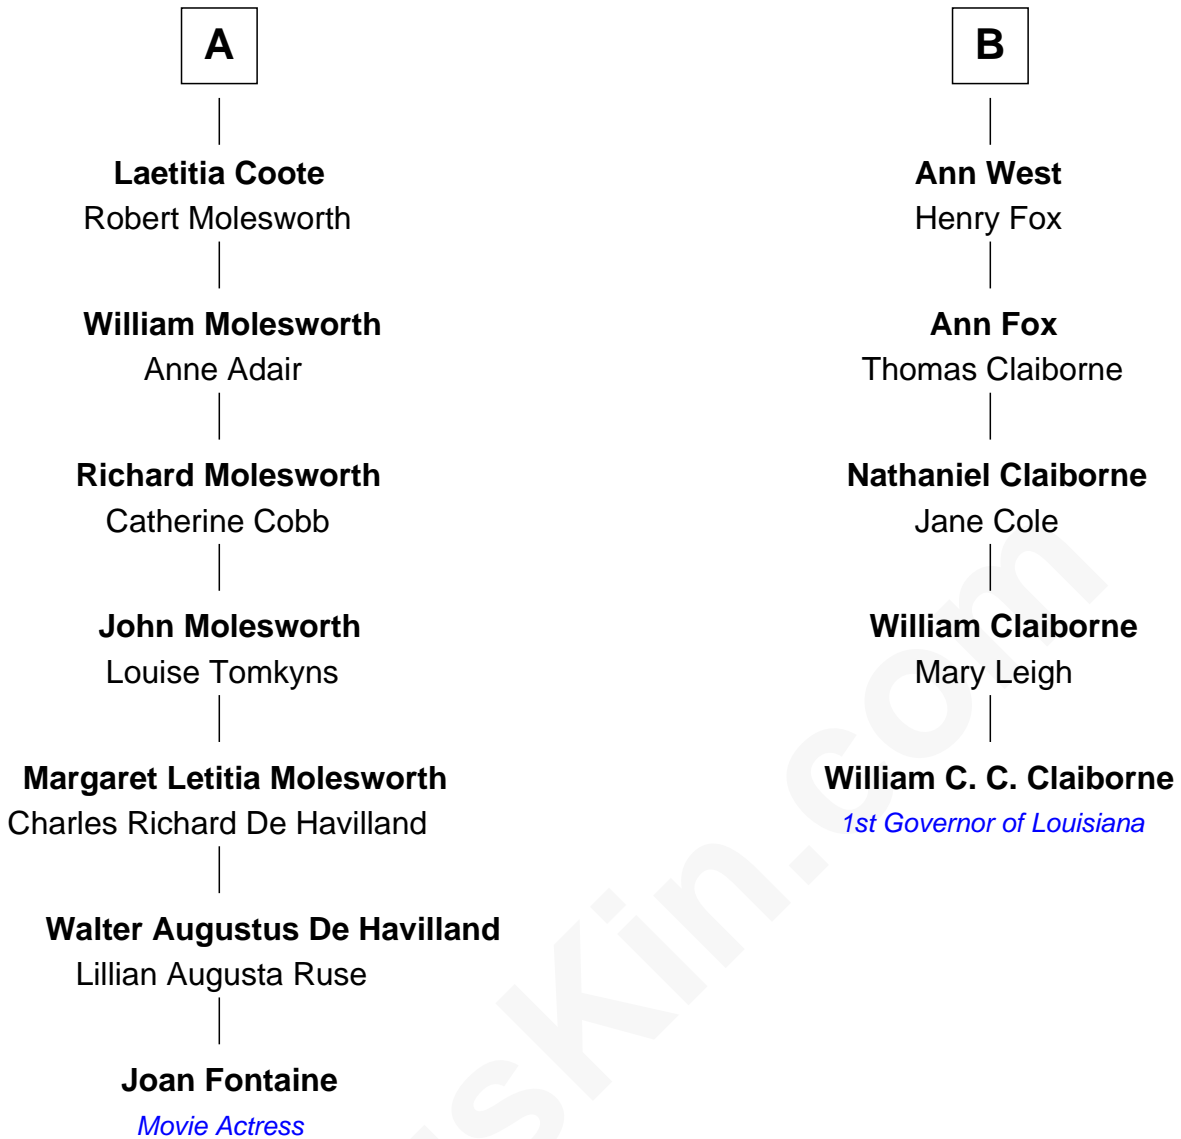 A
Laetitia Coote
Robert Molesworth
William Molesworth
Anne Adair
Richard Molesworth
Catherine Cobb
John Molesworth
Louise Tomkyns
Margaret Letitia Molesworth
Charles Richard De Havilland
Walter Augustus De Havilland
Lillian Augusta Ruse
Joan Fontaine
Movie Actress
B
Ann West
Henry Fox
Ann Fox
Thomas Claiborne
Nathaniel Claiborne
Jane Cole
William Claiborne
Mary Leigh
William C. C. Claiborne
1st Governor of Louisiana
usKin.com